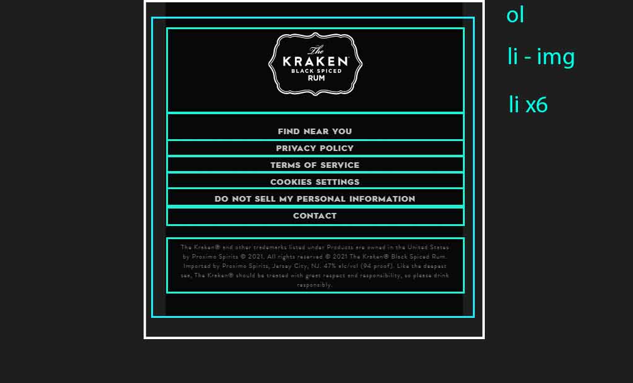 The
KRAKEN
BLACK SPICED
RUM
FIND NEAR YOU
PRIVACY POLICY
TERMS OF SERVICE
COOKIES SETTINGS
DO NOT SELL MY PERSONAL INFORMATION
CONTACT
The Kraken® and other trademarks listed under Products are owned in the United States
by Proximo Spirits © 2021. All rights reserved © 2021 The Kraken® Black Spiced Rum.
Imported by Proximo Spirits, Jersey City, NJ. 47% alc/vol (94 proof). Like the deepest
sea, The Kraken® should be treated with great respect and responsibility, so please drink
responsibly.
ol
li - img
li x6